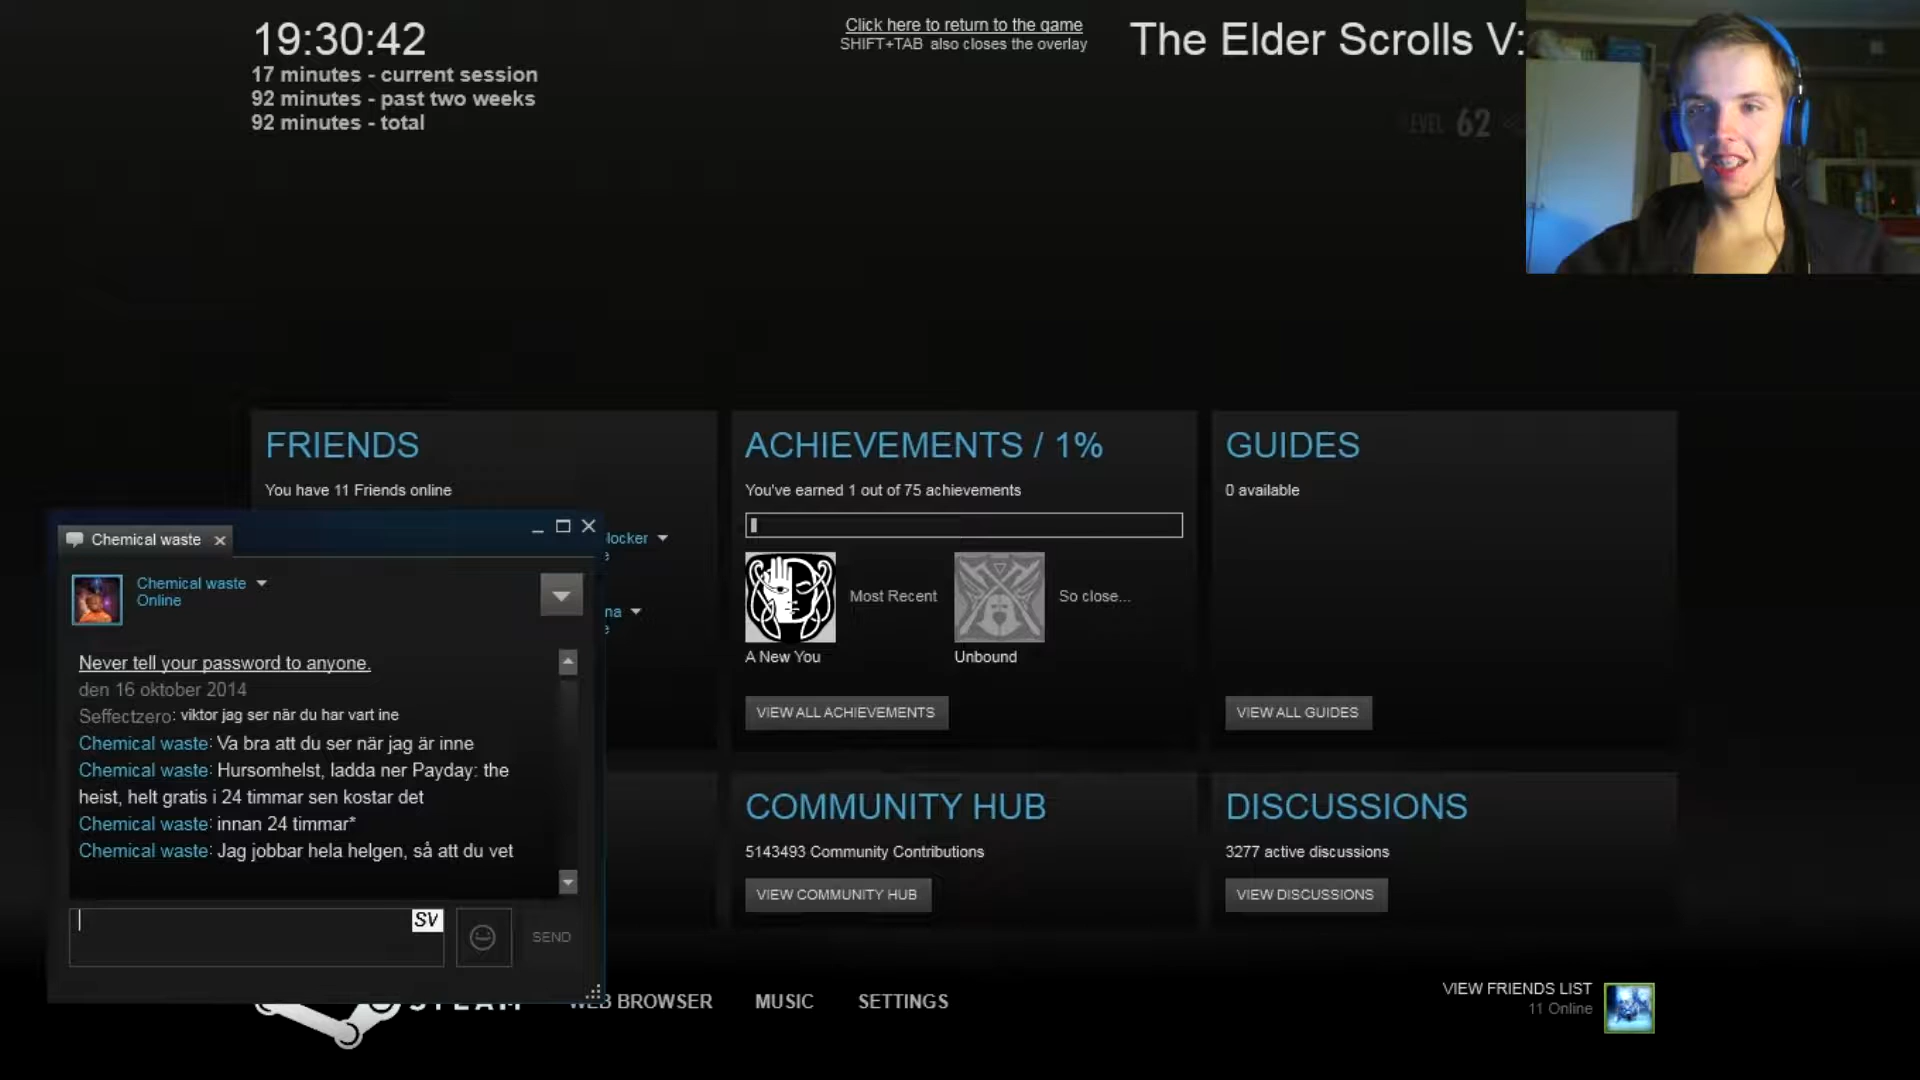 19:30:42
17 minutes - current session
92 minutes - past two weeks
92 minutes - total
Click here to return to the game
SHIFT+TAB also closes the overlay
The Elder Scrolls V:
LEVEL 62
FRIENDS
You have 11 Friends online
locker
na
ACHIEVEMENTS / 1%
You've earned 1 out of 75 achievements
Most Recent
So close...
A New You
Unbound
VIEW ALL ACHIEVEMENTS
GUIDES
0 available
VIEW ALL GUIDES
Chemical waste
Chemical waste
Online
Never tell your password to anyone.
den 16 oktober 2014
Seffectzero: viktor jag ser när du har vart ine
Chemical waste: Va bra att du ser när jag är inne
Chemical waste: Hursomhelst, ladda ner Payday: the
heist, helt gratis i 24 timmar sen kostar det
Chemical waste: innan 24 timmar*
Chemical waste: Jag jobbar hela helgen, så att du vet
SV
SEND
COMMUNITY HUB
5143493 Community Contributions
VIEW COMMUNITY HUB
DISCUSSIONS
3277 active discussions
VIEW DISCUSSIONS
STEAM
WEB BROWSER
MUSIC
SETTINGS
VIEW FRIENDS LIST
11 Online